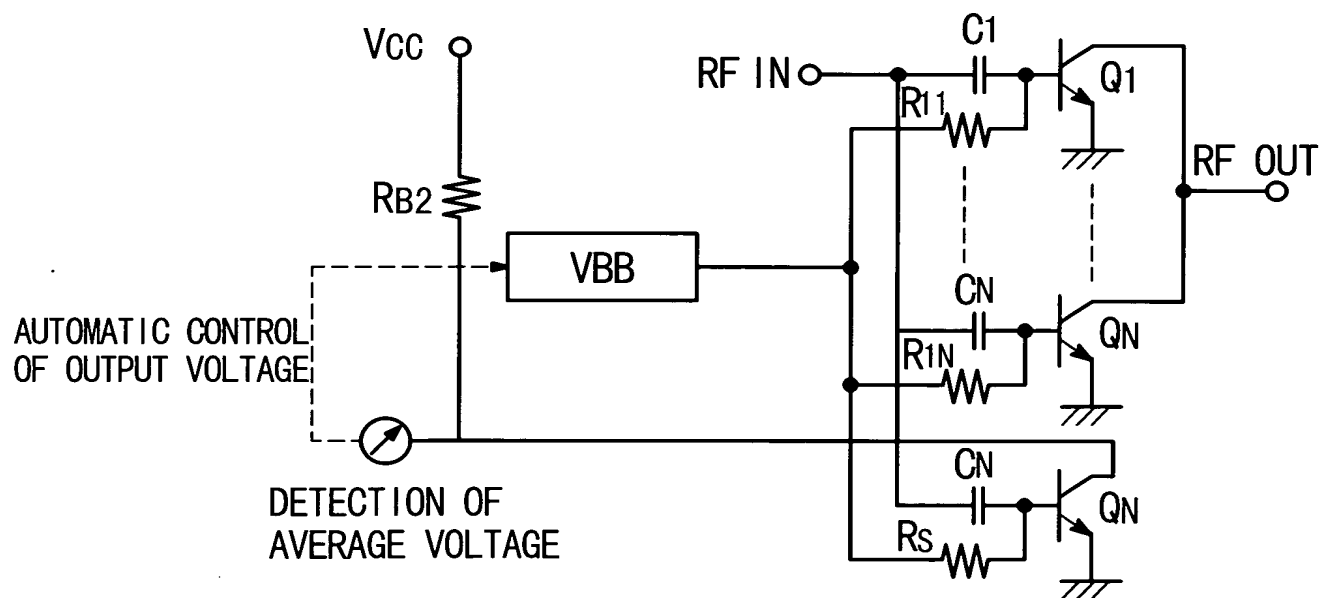 VCC
RF IN
C1
Q1
R11
RF OUT
RB2
VBB
CN
QN
R1N
AUTOMATIC CONTROL
OF OUTPUT VOLTAGE
CN
QN
RS
DETECTION OF
AVERAGE VOLTAGE